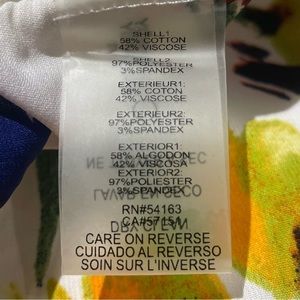 SHELL1:
58% COTTON
42% VISCOSE
SHELL2:
97%POLYESTER
3%SPANDEX
EXTERIEUR1:
58% COTON
42% VISCOSE
EXTERIEUR2:
97%POLYESTER
3%SPANDEX
EXTERIOR1:
58% ALGODON
42% VISCOSA
EXTERIOR2:
97%POLIESTER
3%SPANDEX
RN#54163
CA#57154
CARE ON REVERSE
CUIDADO AL REVERSO
SOIN SUR L'INVERSE